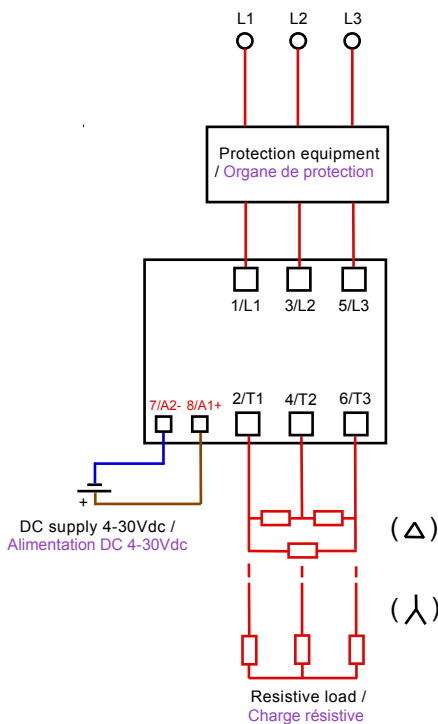 L1 L2 L3
Protection equipment
/ Organe de protection
1/L1 3/L2 5/L3
7/A2- 8/A1+ 2/T1 4/T2 6/T3
+
DC supply 4-30Vdc /
Alimentation DC 4-30Vdc
Resistive load /
Charge résistive